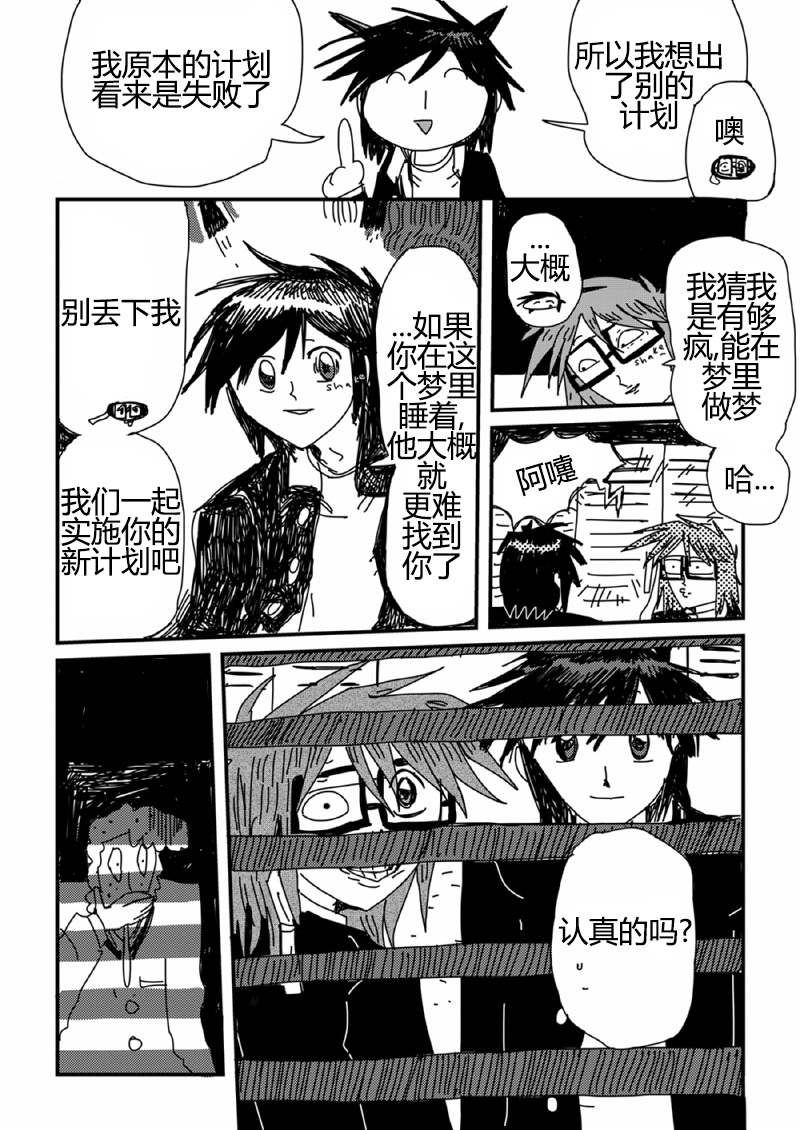 我原本的计划
看来是失败了
所以我想出
了别的
计划
噢
别丢下我
...如果
你在这
个梦里
睡着,
他大概
就
更难
找到
你了
shake
我们一起
实施你的
新计划吧
...
大概
我猜我
是有够
疯,能在
梦里
做梦
shake
哈...
阿嚏
认真的吗?